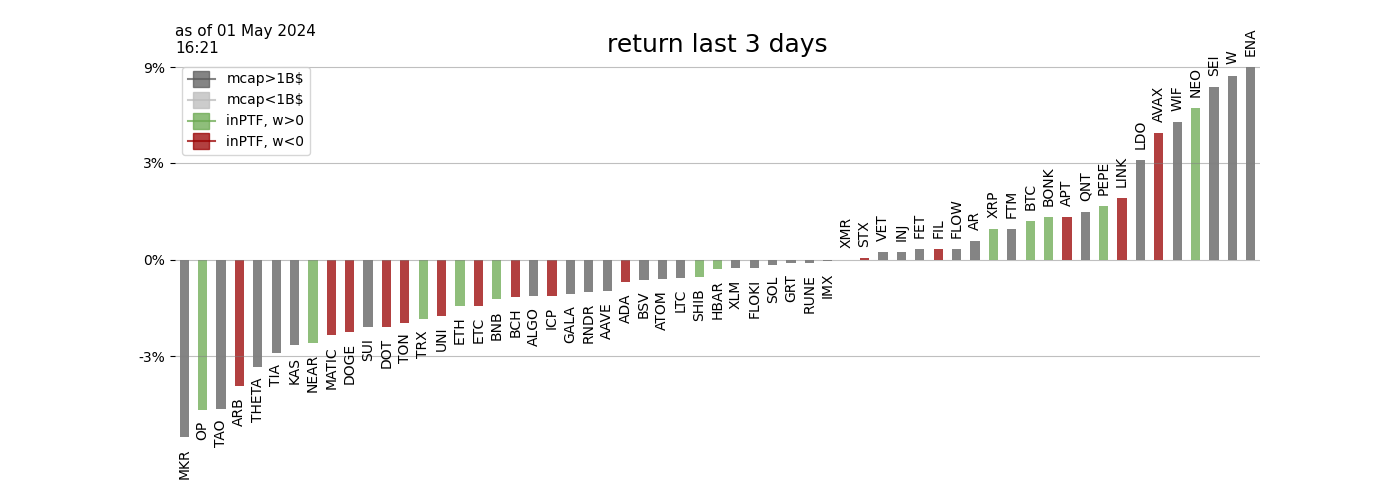 as of 01 May 2024
16:21
return last 3 days
9%
3%
0%
-3%
mcap>1B$
mcap<1B$
inPTF, w>0
inPTF, w<0
MKR
OP
TAO
ARB
THETA
TIA
KAS
NEAR
MATIC
DOGE
SUI
DOT
TON
TRX
UNI
ETH
ETC
BNB
BCH
ALGO
ICP
GALA
RNDR
AAVE
ADA
BSV
ATOM
LTC
SHIB
HBAR
XLM
FLOKI
SOL
GRT
RUNE
IMX
XMR
STX
VET
INJ
FET
FIL
FLOW
AR
XRP
FTM
BTC
BONK
APT
QNT
PEPE
LINK
LDO
AVAX
WIF
NEO
SEI
W
ENA